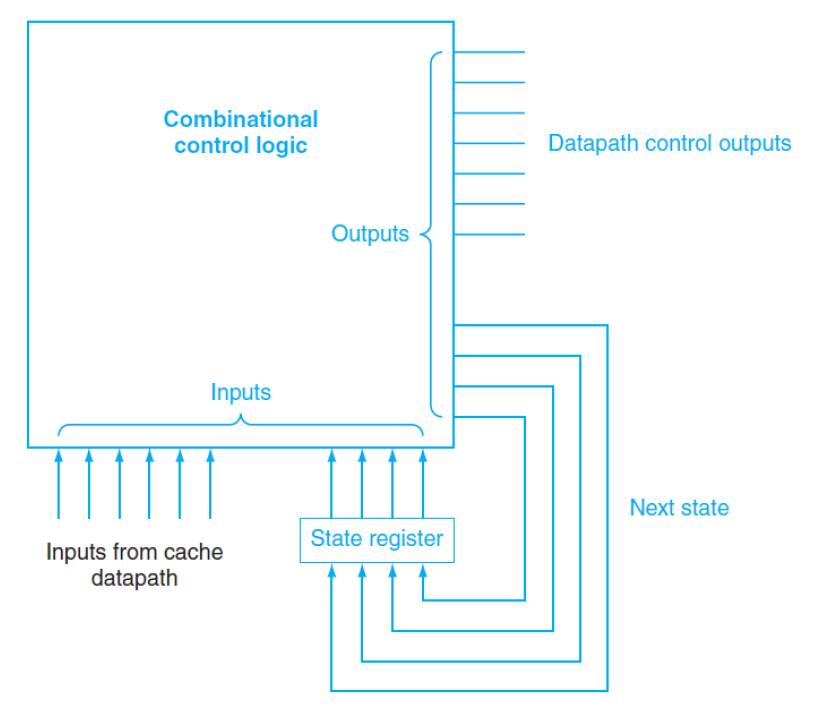 Combinational
control logic
Datapath control outputs
Outputs
Inputs
Next state
State register
Inputs from cache
datapath